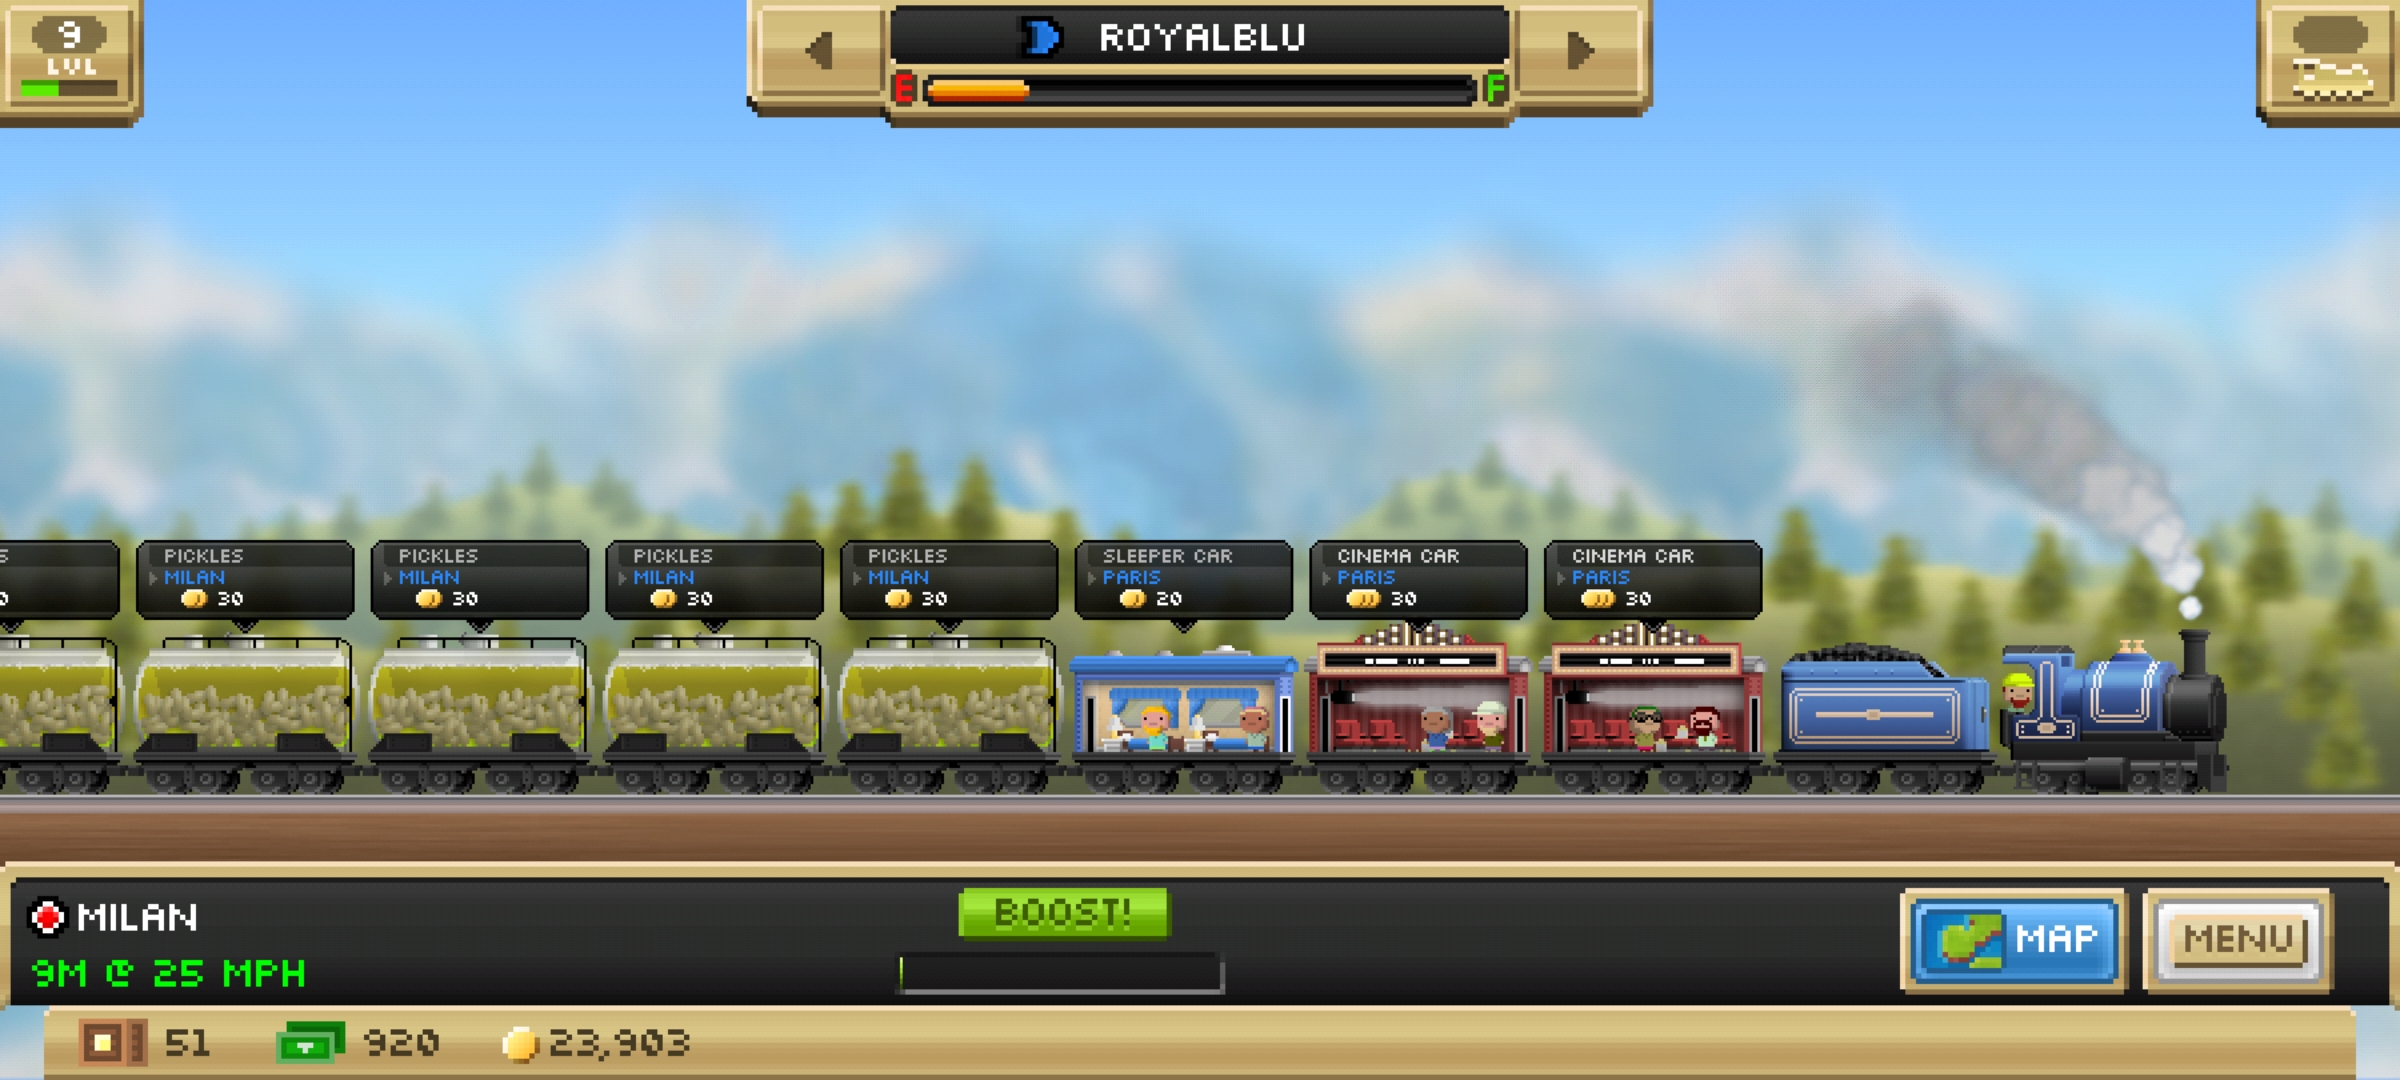 9
LVL
ROYALBLU
E F
S
0
PICKLES
MILAN
30
PICKLES
MILAN
30
PICKLES
MILAN
30
PICKLES
MILAN
30
SLEEPER CAR
PARIS
20
CINEMA CAR
PARIS
30
CINEMA CAR
PARIS
30
MILAN
9M @ 25 MPH
BOOST!
MAP
MENU
51 920 23,903